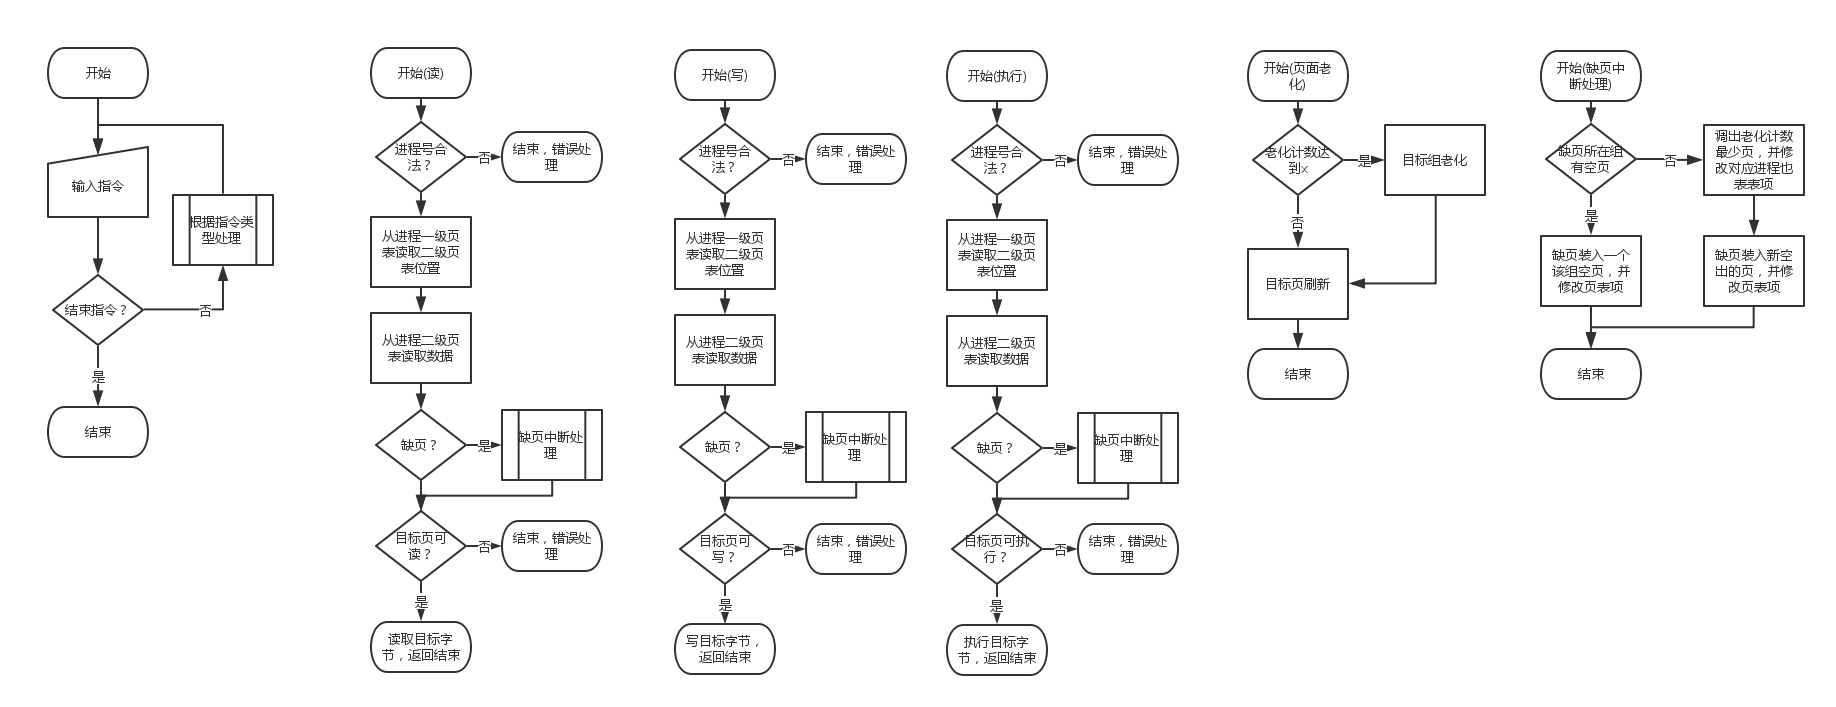 开始
输入指令
根据指令类
型处理
结束指令？
否
是
结束
开始(读)
进程号合
法？
否
结束，错误处
理
从进程一级页
表读取二级页
表位置
从进程二级页
表读取数据
缺页？
是
缺页中断处
理
目标页可
读？
否
结束，错误处
理
是
读取目标字
节，返回结束
开始(写)
进程号合
法？
否
结束，错误处
理
从进程一级页
表读取二级页
表位置
从进程二级页
表读取数据
缺页？
是
缺页中断处
理
目标页可
写？
否
结束，错误处
理
是
写目标字节，
返回结束
开始(执行)
进程号合
法？
否
结束，错误处
理
从进程一级页
表读取二级页
表位置
从进程二级页
表读取数据
缺页？
是
缺页中断处
理
目标页可执
行？
否
结束，错误处
理
是
执行目标字
节，返回结束
开始(页面老
化)
老化计数达
到x
是
目标组老化
否
目标页刷新
结束
开始(缺页中
断处理)
缺页所在组
有空页
否
调出老化计数
最少页，并修
改对应进程也
表表项
是
缺页装入一个
该组空页，并
修改页表项
缺页装入新空
出的页，并修
改页表项
结束